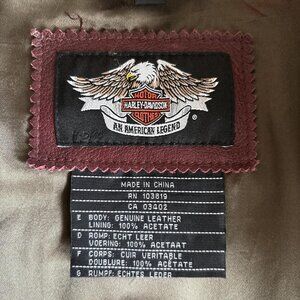 MOTOR
HARLEY-DAVIDSON
CLOTHES
AN AMERICAN LEGEND
®
MADE IN CHINA
RN 103819
CA 03402
E BODY: GENUINE LEATHER
LINING: 100% ACETATE
D ROMP: ECHT LEER
VOERING: 100% ACETAAT
F CORPS: CUIR VERITABLE
DOUBLURE: 100% ACETATE
G RUMPF: ECHTES LEDER